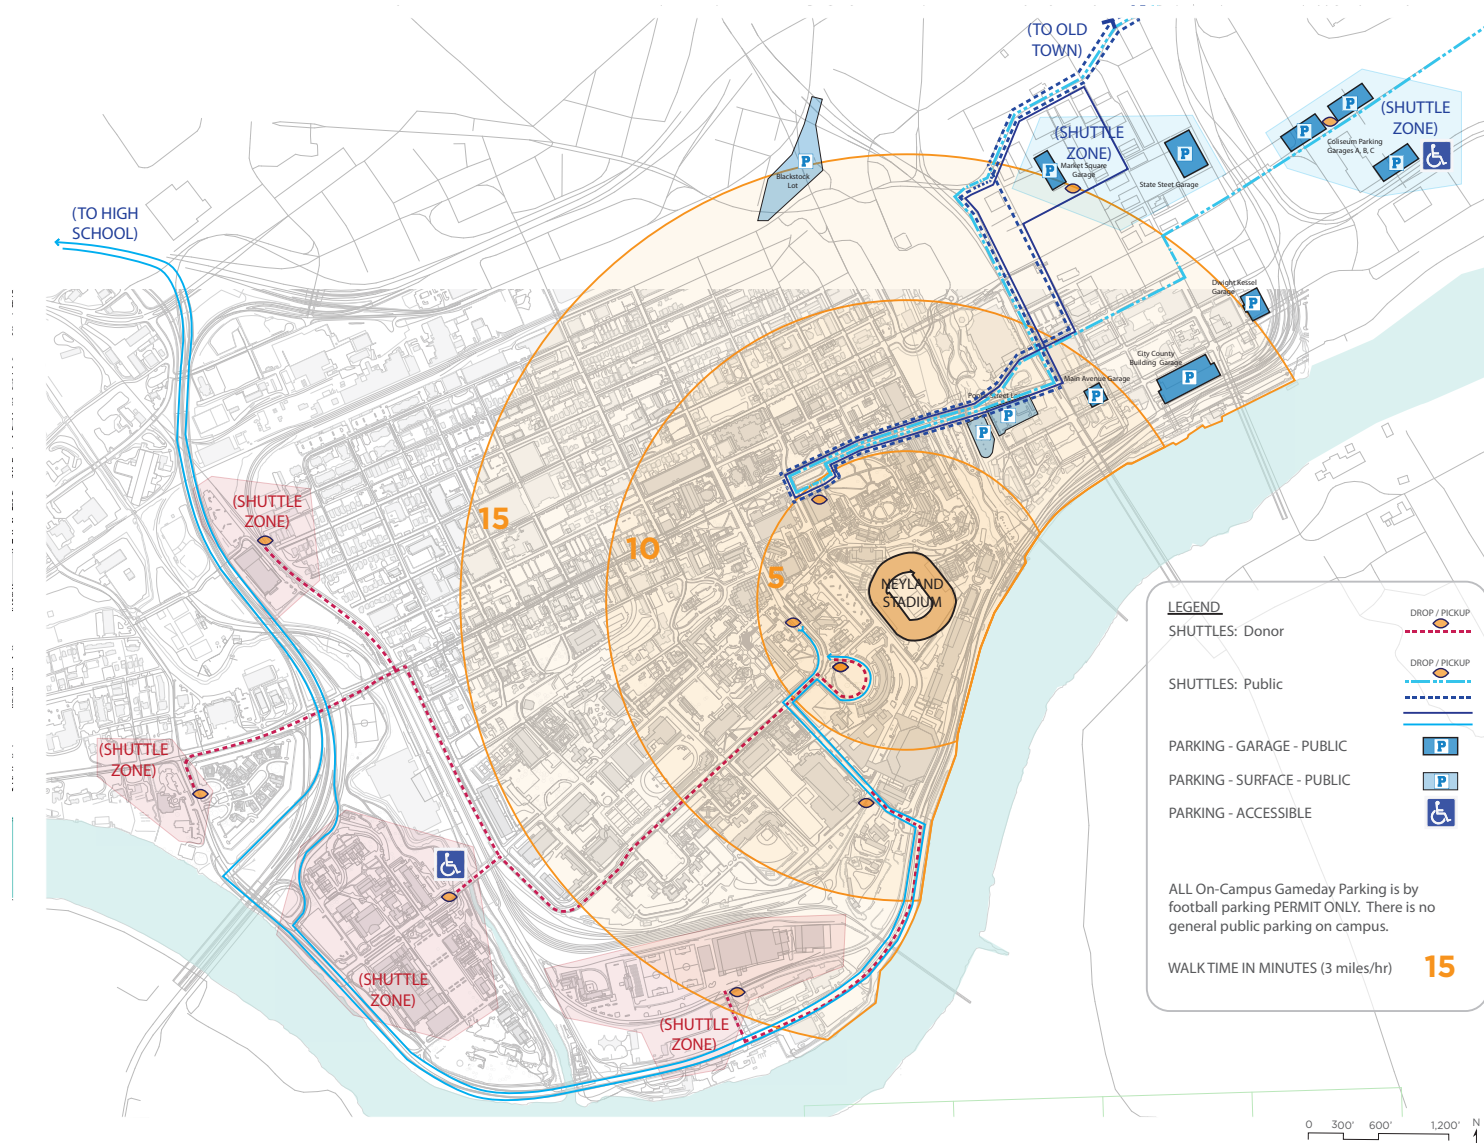 (TO OLD
TOWN)
(SHUTTLE
ZONE)
P
P
P
Coliseum Parking
Garages A, B, C
(SHUTTLE
ZONE)
P
P
Market Square
Garage
State Steet Garage
P
Blackstock
Lot
(TO HIGH
SCHOOL)
Dwight Kessel
Garage
P
City County
Building Garage
P
Main Avenue Garage
P
P
P
(SHUTTLE
ZONE)
15
10
5
NEYLAND
STADIUM
(SHUTTLE
ZONE)
(SHUTTLE
ZONE)
(SHUTTLE
ZONE)
LEGEND
DROP / PICKUP
SHUTTLES: Donor
DROP / PICKUP
SHUTTLES: Public
PARKING - GARAGE - PUBLIC
P
PARKING - SURFACE - PUBLIC
P
PARKING - ACCESSIBLE
ALL On-Campus Gameday Parking is by
football parking PERMIT ONLY. There is no
general public parking on campus.
WALK TIME IN MINUTES (3 miles/hr)
15
0 300' 600' 1,200'
N